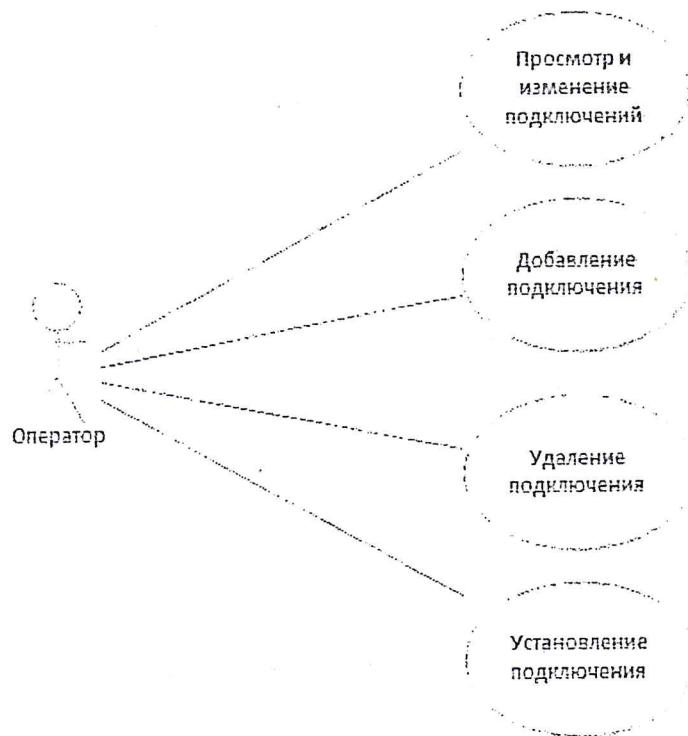 Просмотр и
изменение
подключений
Добавление
подключения
Оператор
Удаление
подключения
Установление
подключения